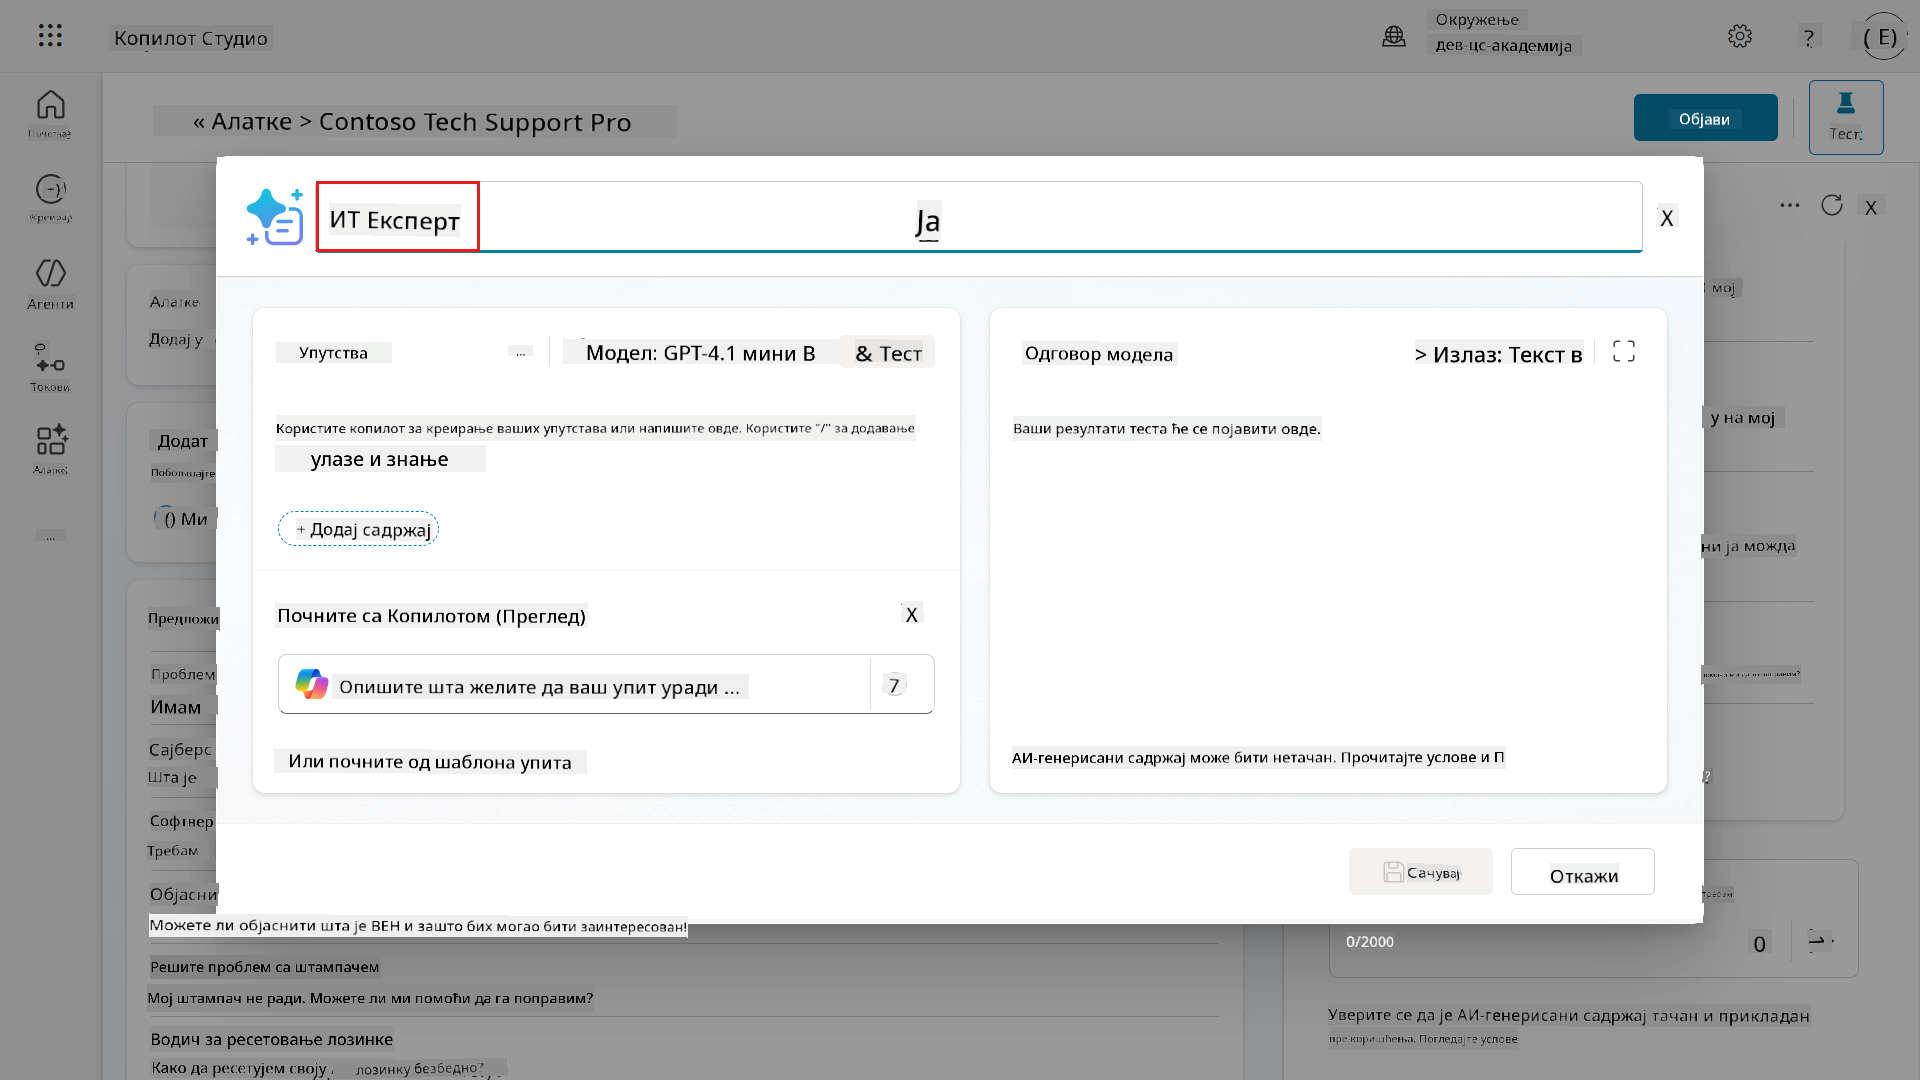 Копилот Студио
Окружење
дев-цс-академија
?
( Е)
« Алатке > Contoso Tech Support Pro
Објави
Тест
Почетнај
Креирај
Агенти
Токови
Алатке
...
ИТ Експерт
Ја
X
... X
Упутства
...
Модел: GPT-4.1 мини В
& Тест
Одговор модела
> Излаз: Текст в
Користите копилот за креирање ваших упутстава или напишите овде. Користите "/" за додавање
улазе и знање
Ваши резултати теста ће се појавити овде.
+ Додај садржај
Почните са Копилотом (Преглед)
X
Опишите шта желите да ваш упит уради ...
7
Или почните од шаблона упита
АИ-генерисани садржај може бити нетачан. Прочитајте услове и П
Сачувај
Откажи
Алатке
Додај у
Додат
Побољшајте
() Ми
Предложи
Проблем
Имам
Сајберс
Шта је
Софтвер
Требам
Објасни
Можете ли објаснити шта је ВЕН и зашто бих могао бити заинтересован!
Решите проблем са штампачем
Мој штампач не ради. Можете ли ми помоћи да га поправим?
Водич за ресетовање лозинке
Како да ресетујем своју лозинку безбедно?
мој
у на мој
ни ја можда
0/2000
0
Уверите се да је АИ-генерисани садржај тачан и прикладан
пре коришћења. Погледајте услове